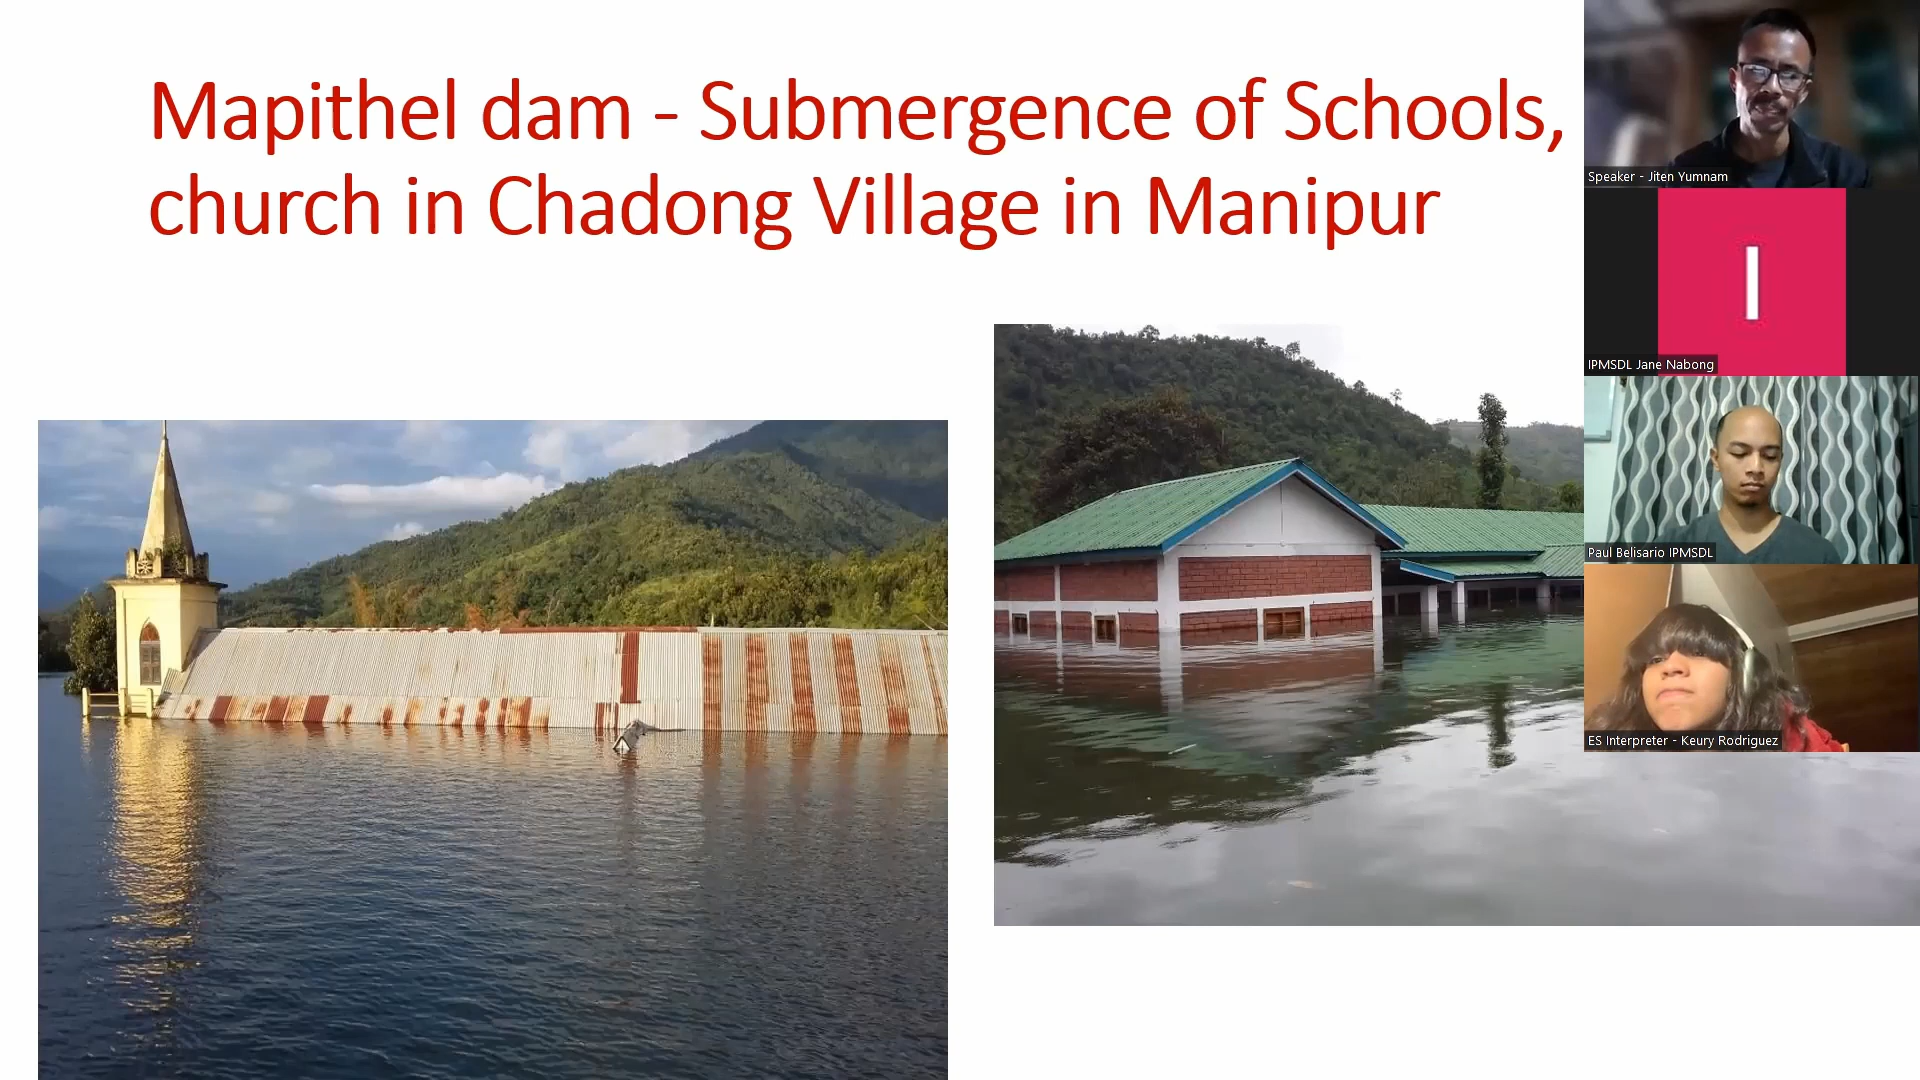 Mapithel dam - Submergence of Schools,
church in Chadong Village in Manipur
Speaker - Jiten Yumnam
I
IPMSDL Jane Nabong
Paul Belisario IPMSDL
ES Interpreter - Keury Rodriguez